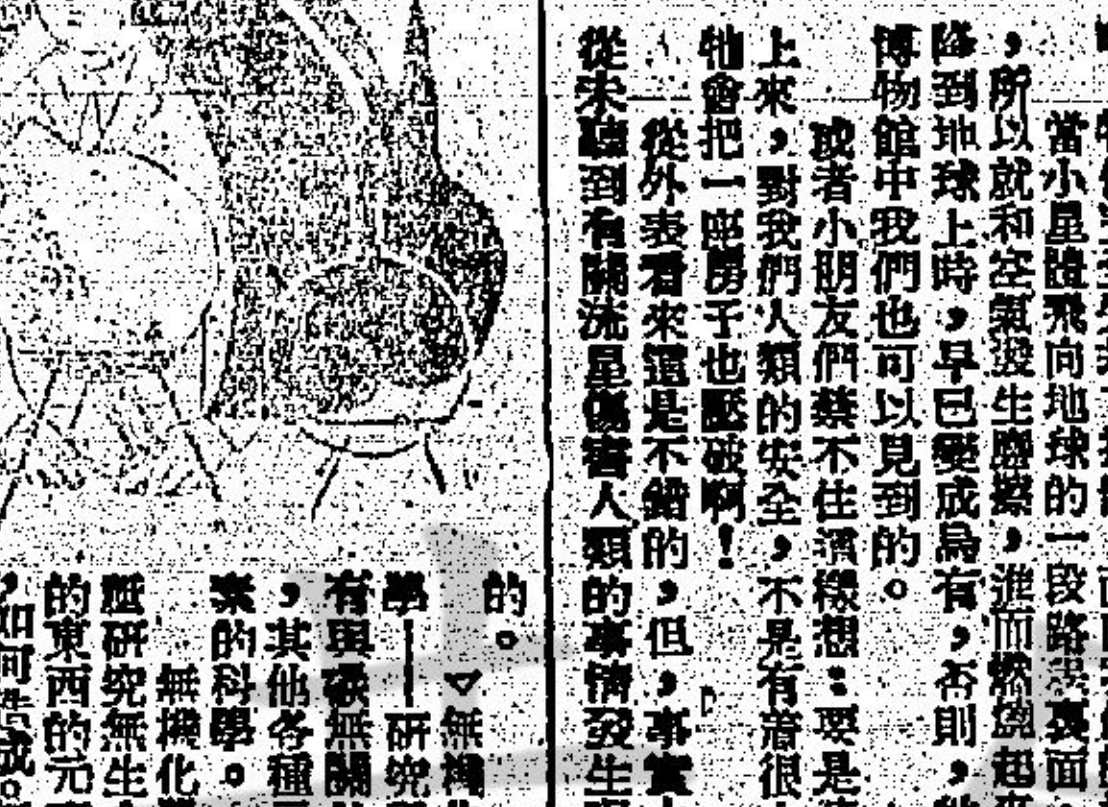 當小星體飛向地球的一段路裏面
，所以就和空氣發生磨擦，進而燃燒起
降到地球上時，早已變成烏有，否則，
博物館中我們也可以見到的。
或者小朋友們禁不住須幾想：要是
上來，對我們人類的安全，不是有著很
牠會把一座房子也壓破啊！
從外表看來還是不錯的，但，事實
從未聽到有關流星傷害人類的事情發生
的。
▽無機
學——研究
有與碳無關
，其他各種
素的科學。
無機化
研究無生
的東西的元
，如何造成